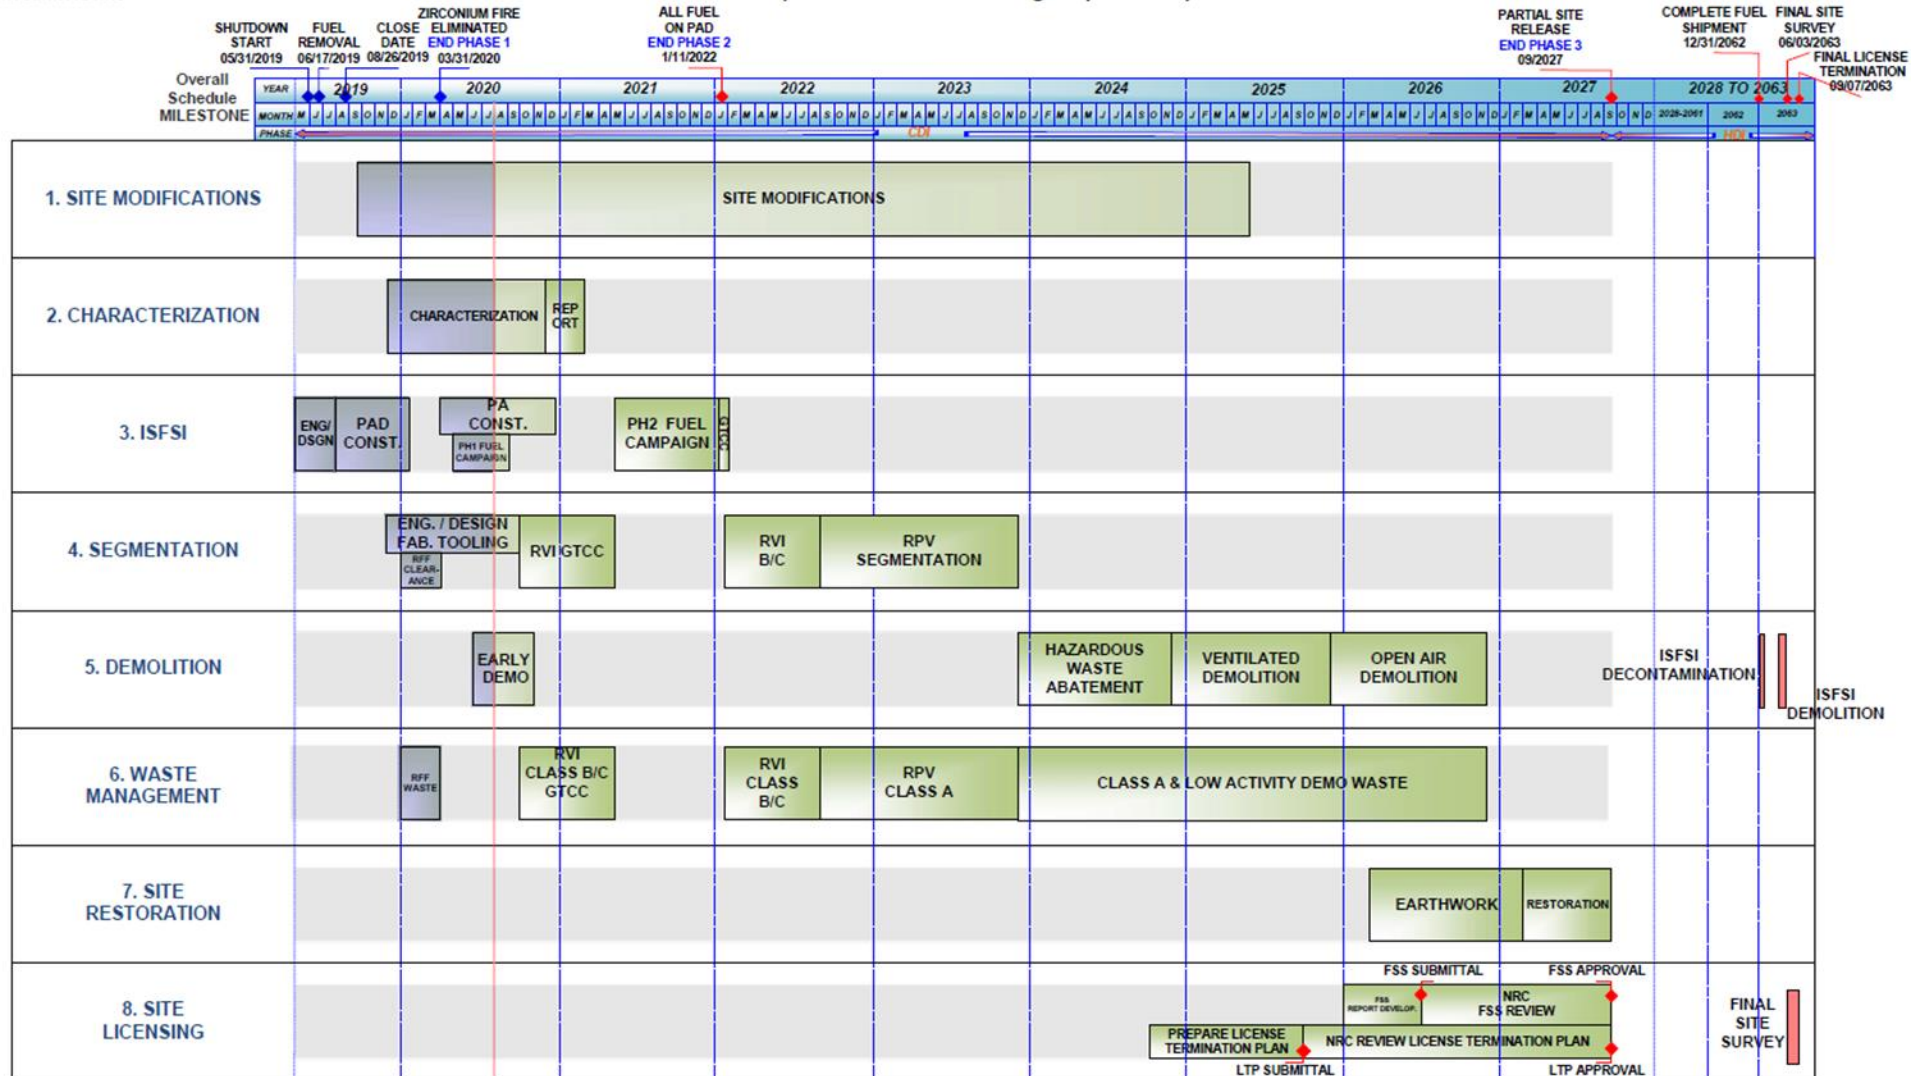 SHUTDOWN
START
05/31/2019
FUEL
REMOVAL
06/17/2019
CLOSE
DATE
08/26/2019
ZIRCONIUM FIRE
ELIMINATED
END PHASE 1
03/31/2020
ALL FUEL
ON PAD
END PHASE 2
1/11/2022
PARTIAL SITE
RELEASE
END PHASE 3
09/2027
COMPLETE FUEL
SHIPMENT
12/31/2062
FINAL SITE
SURVEY
06/03/2063
FINAL LICENSE
TERMINATION
09/07/2063
Overall
Schedule
MILESTONE
YEAR 2019 2020 2021 2022 2023 2024 2025 2026 2027 2028 TO 2063
MONTH M J J A S O N D J F M A M J J A S O N D J F M A M J J A S O N D J F M A M J J A S O N D J F M A M J J A S O N D J F M A M J J A S O N D J F M A M J J A S O N D J F M A M J J A S O N D J F M A M J J A S O N D 2028-2061 2062 2063
PHASE CDI HDI
1. SITE MODIFICATIONS
SITE MODIFICATIONS
2. CHARACTERIZATION
CHARACTERIZATION
REP
ORT
3. ISFSI
ENG/
DSGN
PAD
CONST.
PA
CONST.
PH1 FUEL
CAMPAIGN
PH2 FUEL
CAMPAIGN
GTCC
4. SEGMENTATION
ENG. / DESIGN
FAB. TOOLING
RFF
CLEAR-
ANCE
RVI GTCC
RVI
B/C
RPV
SEGMENTATION
5. DEMOLITION
EARLY
DEMO
HAZARDOUS
WASTE
ABATEMENT
VENTILATED
DEMOLITION
OPEN AIR
DEMOLITION
ISFSI
DECONTAMINATION
ISFSI
DEMOLITION
6. WASTE
MANAGEMENT
RFF
WASTE
RVI
CLASS B/C
GTCC
RVI
CLASS
B/C
RPV
CLASS A
CLASS A & LOW ACTIVITY DEMO WASTE
7. SITE
RESTORATION
EARTHWORK
RESTORATION
8. SITE
LICENSING
FSS SUBMITTAL
FSS APPROVAL
FSS
REPORT DEVELOP.
NRC
FSS REVIEW
PREPARE LICENSE
TERMINATION PLAN
NRC REVIEW LICENSE TERMINATION PLAN
LTP SUBMITTAL
LTP APPROVAL
FINAL
SITE
SURVEY